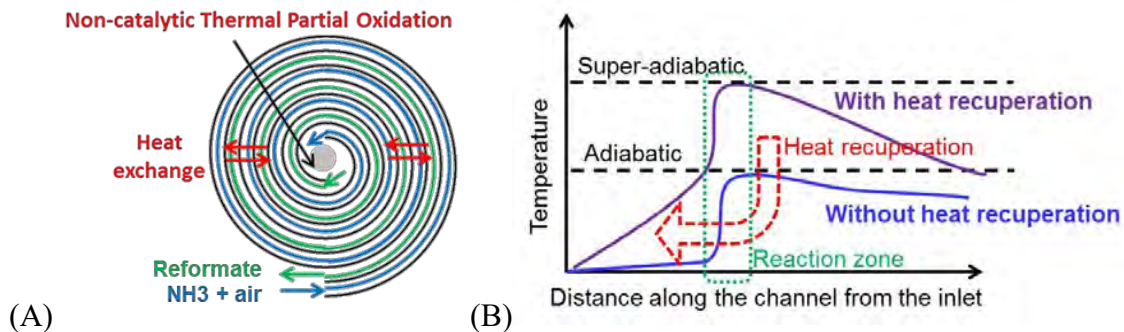 Non-catalytic Thermal Partial Oxidation
Heat
exchange
Reformate
NH3 + air
(A)
Super-adiabatic
With heat recuperation
Heat recuperation
Adiabatic
Without heat recuperation
Reaction zone
Temperature
Distance along the channel from the inlet
(B)